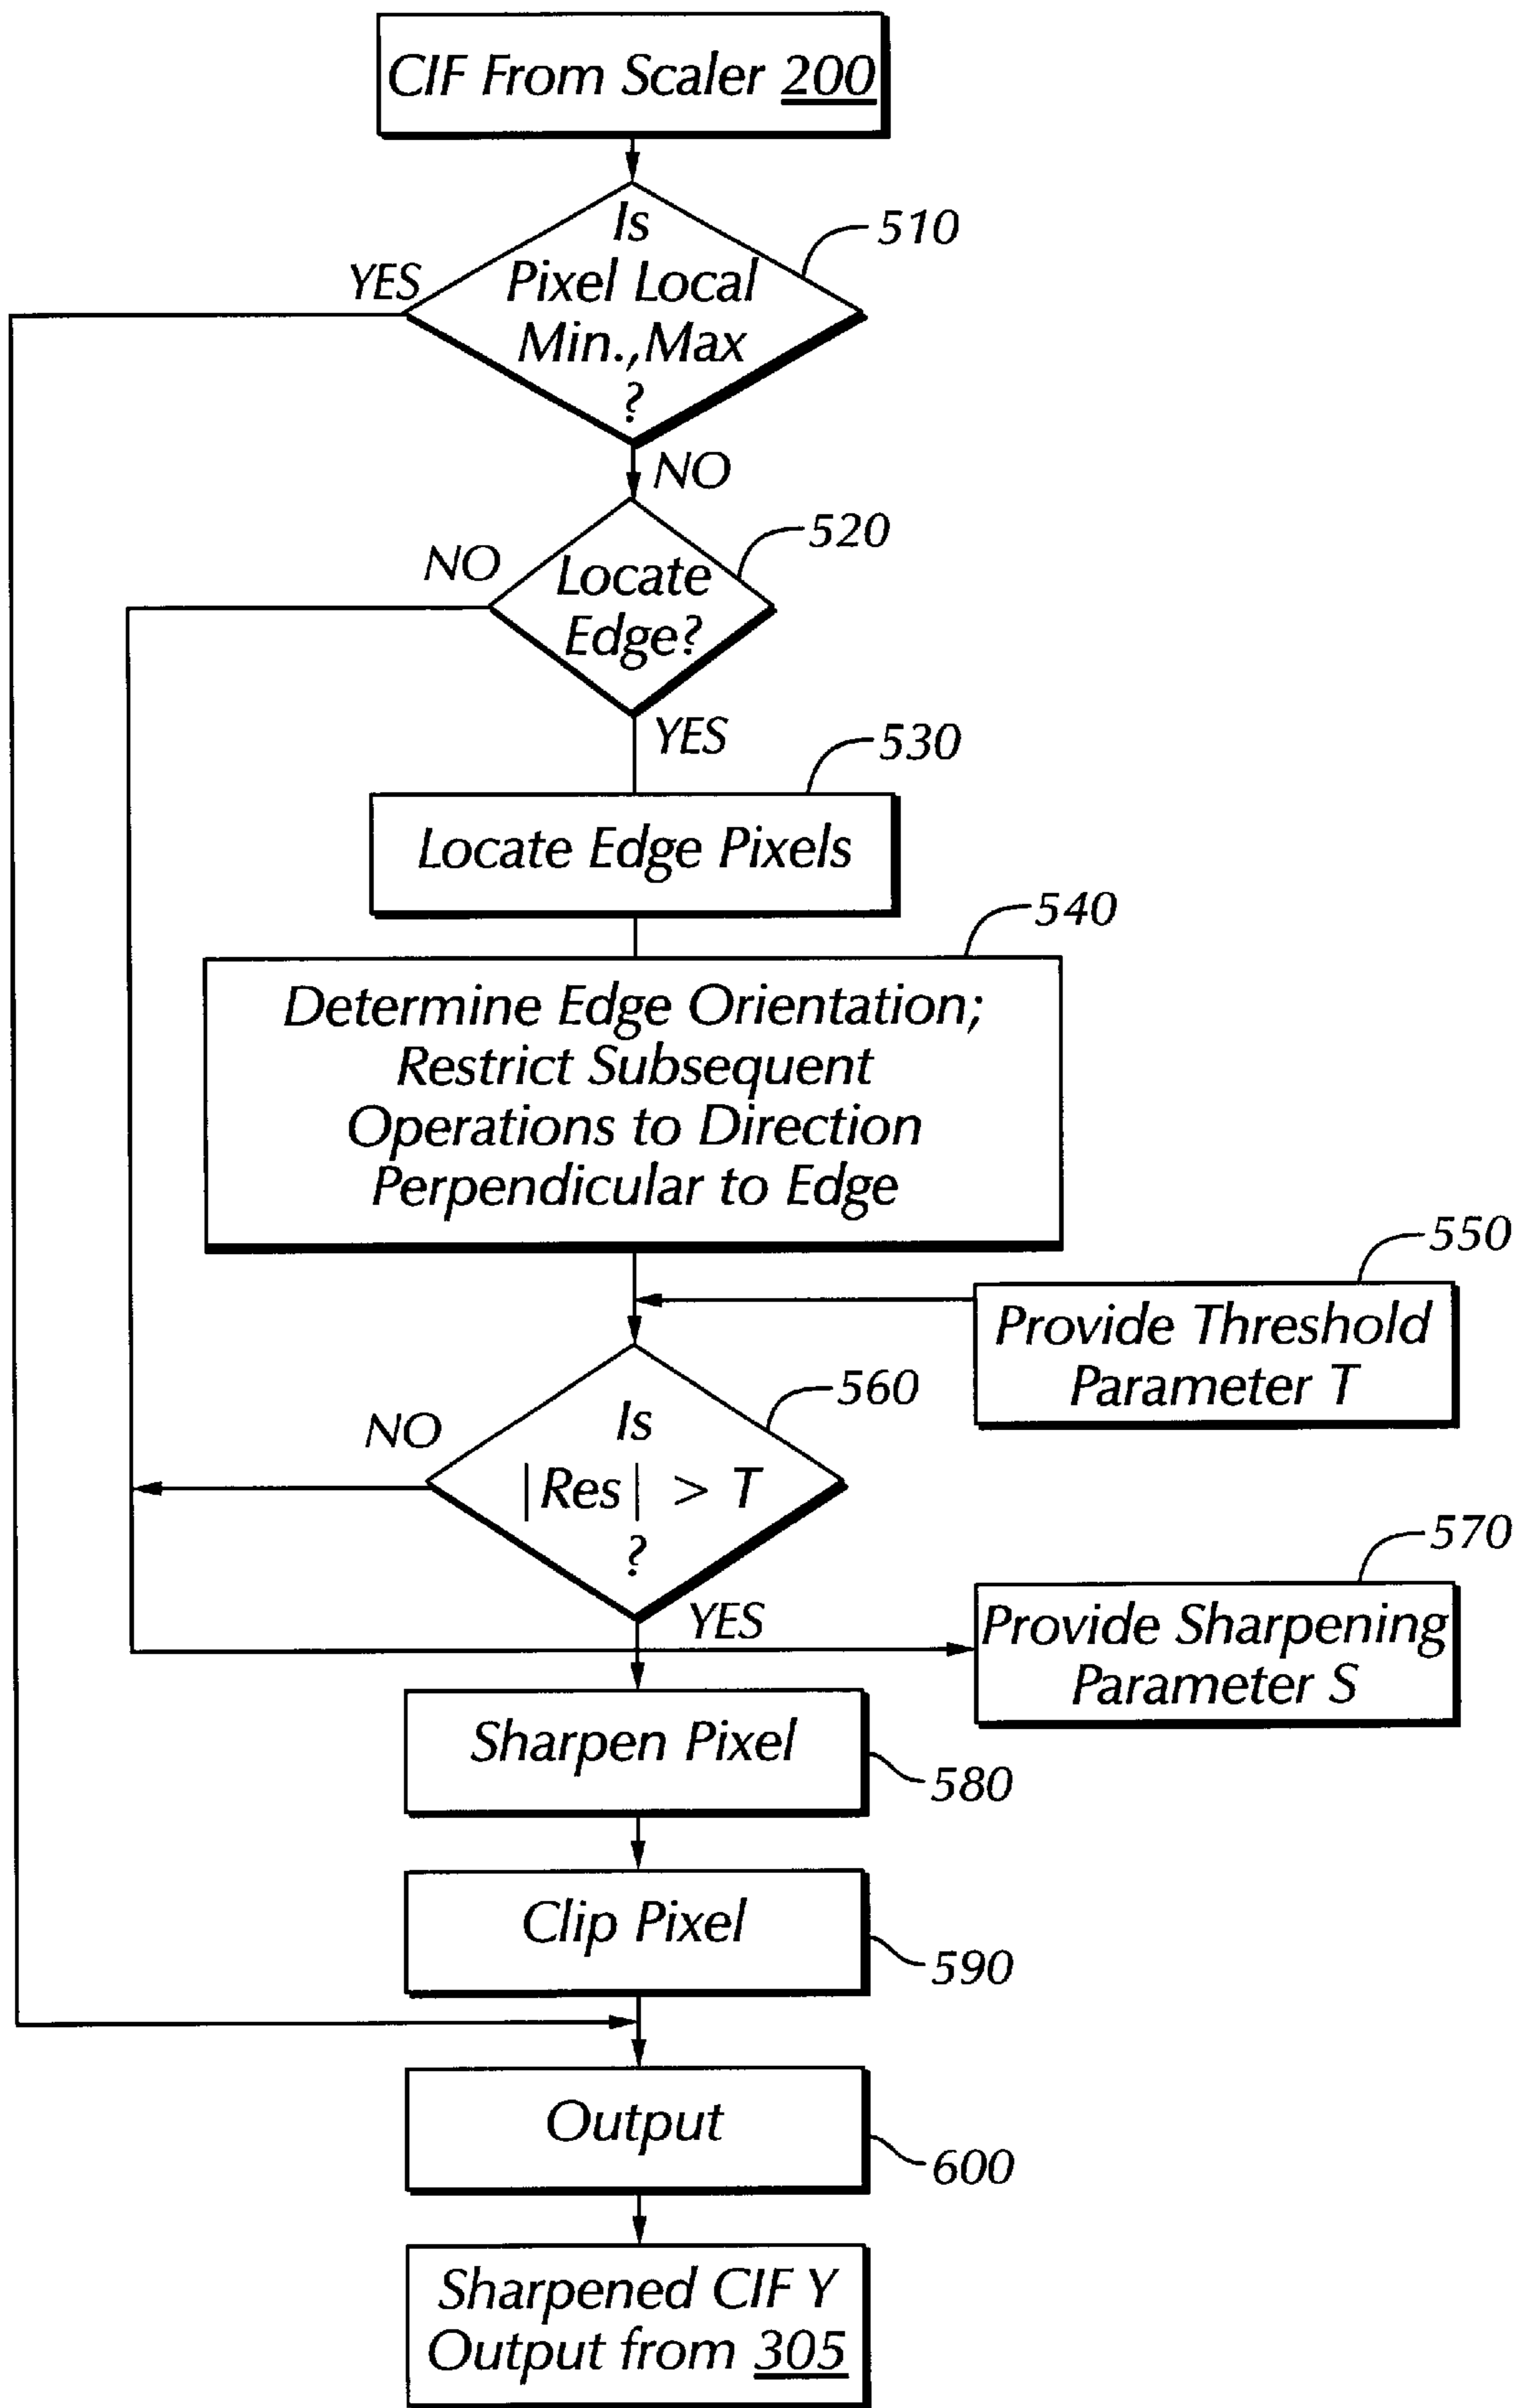 CIF From Scaler 200
Is
Pixel Local
Min.,Max
?
510
YES
NO
Locate
Edge?
520
NO
YES
530
Locate Edge Pixels
540
Determine Edge Orientation;
Restrict Subsequent
Operations to Direction
Perpendicular to Edge
550
Provide Threshold
Parameter T
560
Is
|Res| > T
?
NO
YES
570
Provide Sharpening
Parameter S
Sharpen Pixel
580
Clip Pixel
590
Output
600
Sharpened CIF Y
Output from 305